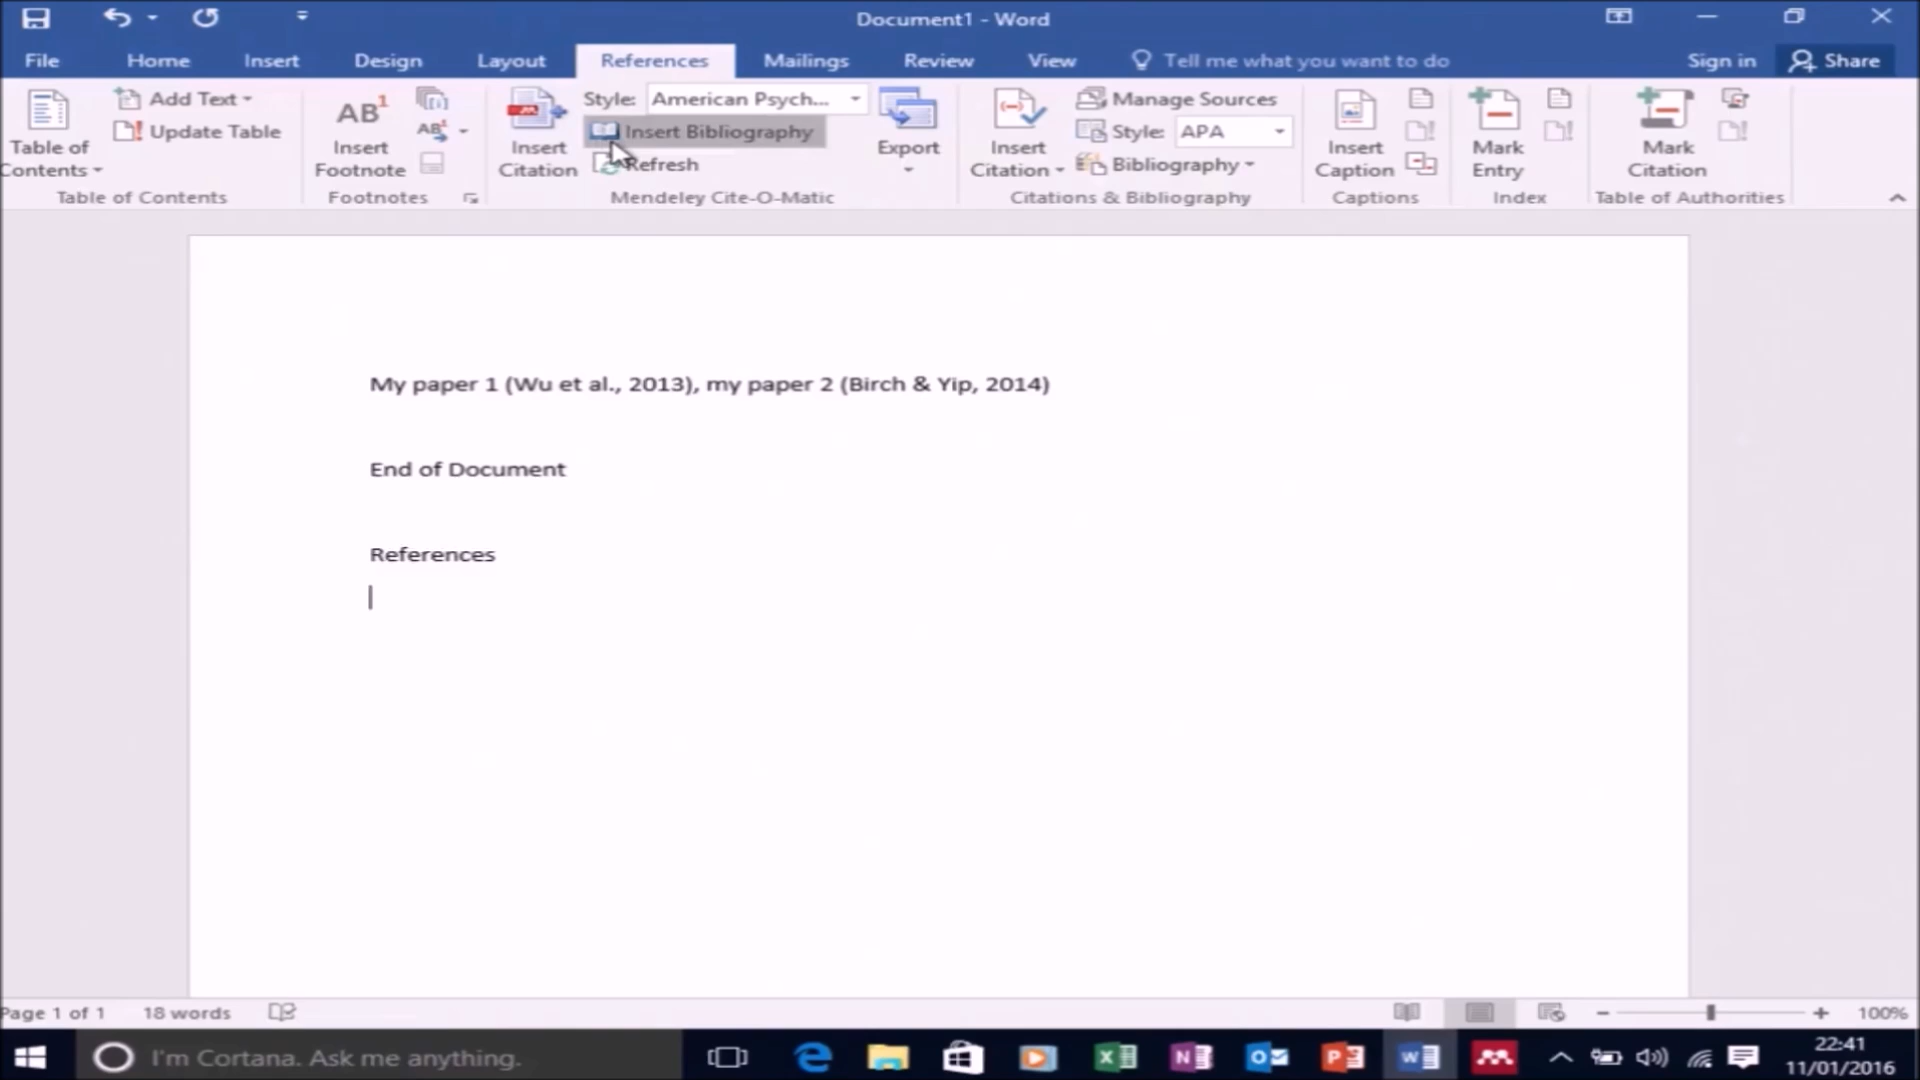 Document1 - Word
File Home Insert Design Layout References Mailings Review View Tell me what you want to do Sign in Share
Table of Contents
Add Text
Update Table
Table of Contents
AB1
Insert Footnote
AB
Footnotes
Insert Citation
Style: American Psych...
Insert Bibliography
Refresh
Export
Mendeley Cite-O-Matic
Insert Citation
Manage Sources
Style: APA
Bibliography
Citations & Bibliography
Insert Caption
Captions
Mark Entry
Index
Mark Citation
Table of Authorities
My paper 1 (Wu et al., 2013), my paper 2 (Birch & Yip, 2014)
End of Document
References
Page 1 of 1 18 words 100%
I'm Cortana. Ask me anything.
22:41
11/01/2016